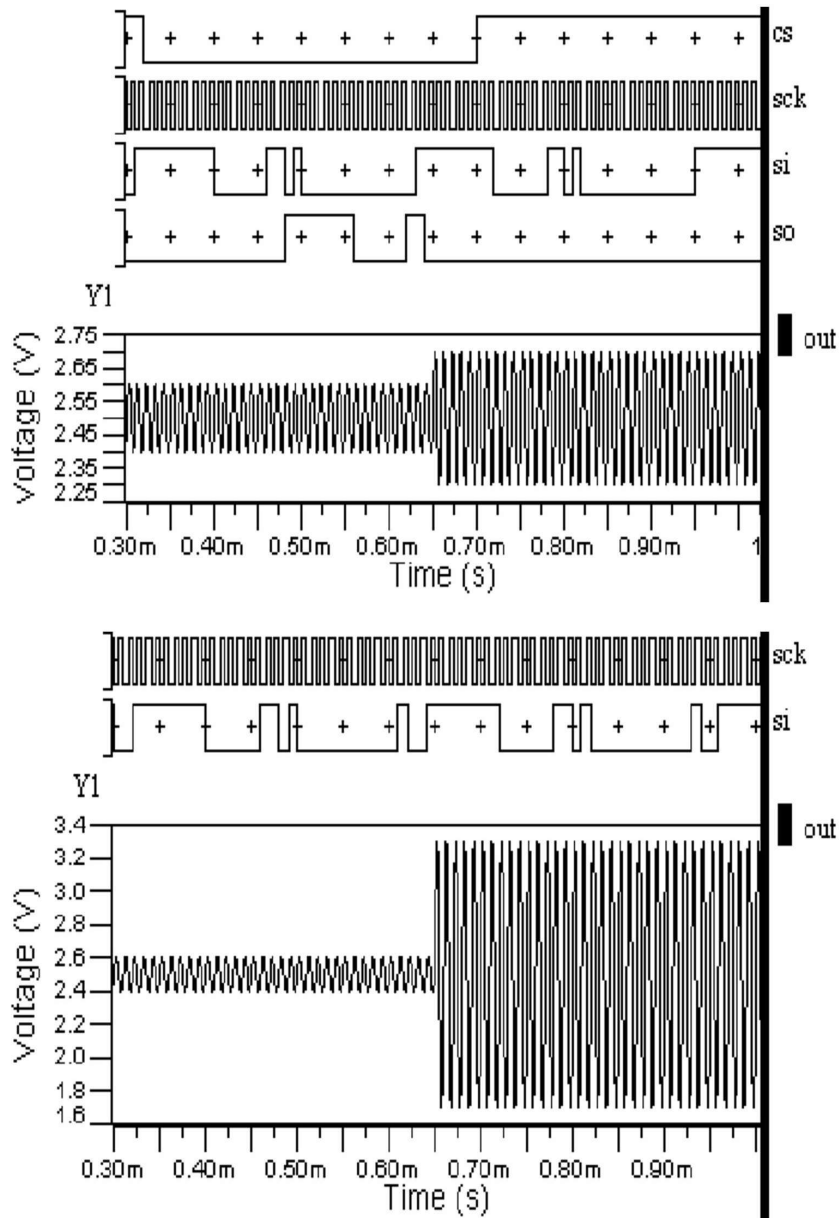 cs
sck
si
so
Y1
out
Voltage (V)
2.75
2.65
2.55
2.45
2.35
2.25
0.30m 0.40m 0.50m 0.60m 0.70m 0.80m 0.90m 1
Time (s)
sck
si
Y1
out
Voltage (V)
3.4
3.2
3.0
2.8
2.6
2.4
2.2
2.0
1.8
1.6
0.30m 0.40m 0.50m 0.60m 0.70m 0.80m 0.90m
Time (s)